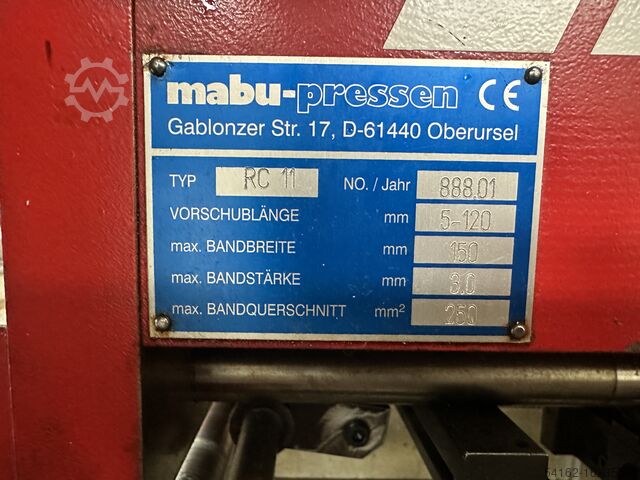 mabu-pressen CE
Gablonzer Str. 17, D-61440 Oberursel
TYP RC 11 NO. / Jahr 888.01
VORSCHUBLÄNGE mm 5-120
max. BANDBREITE mm 150
max. BANDSTÄRKE mm 3.0
max. BANDQUERSCHNITT mm² 250